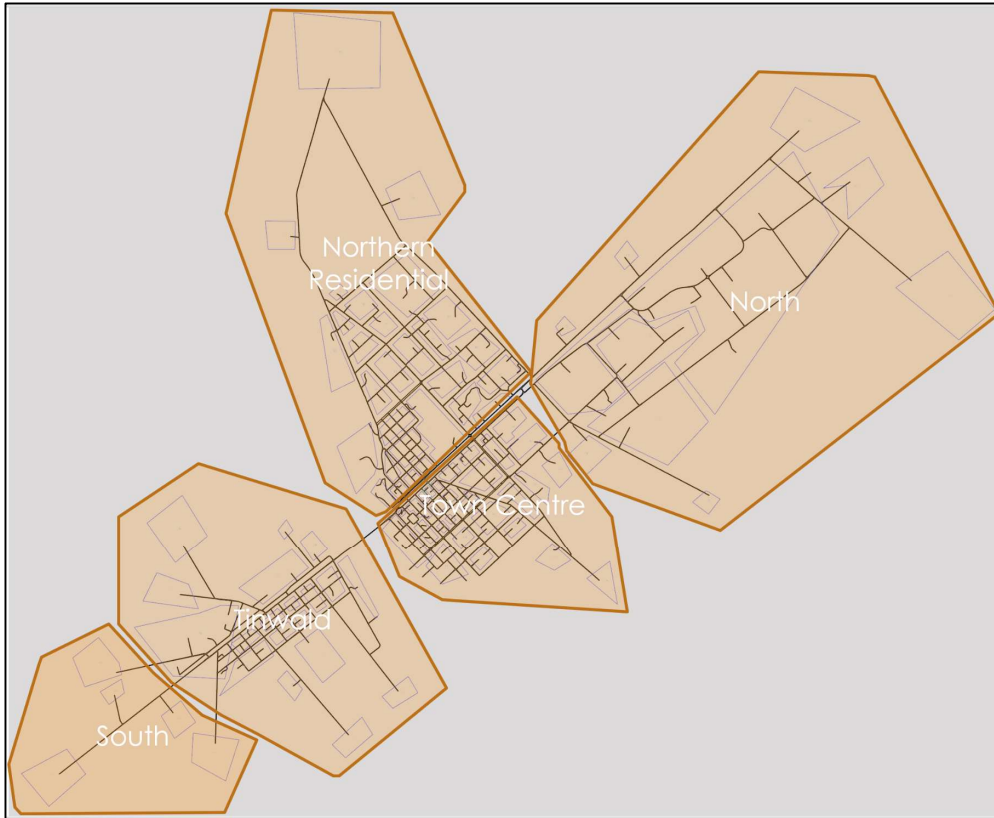 Northern
Residential
North
Town Centre
Tinwald
South